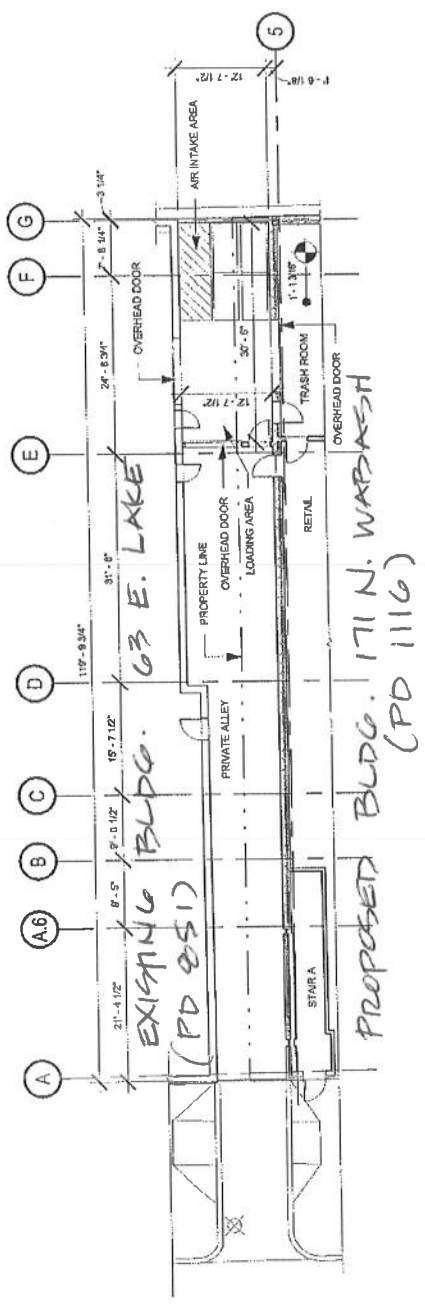 A
A.6
B
C
D
E
F
G
119' - 9 3/4"
21' - 4 1/2"
8' - 5"
9' - 0 1/2"
15' - 7 1/2"
31' - 8"
24' - 8 3/4"
7' - 8 1/4"
3 1/4"
EXISTING BLDG. 63 E. LAKE
(PD 851)
OVERHEAD DOOR
AIR INTAKE AREA
12' - 7 1/2"
12' - 7 1/2"
PRIVATE ALLEY
PROPERTY LINE
OVERHEAD DOOR
LOADING AREA
30' - 6"
5
1' - 6 1/8"
STAIR A
RETAIL
TRASH ROOM
1' - 1 3/16"
OVERHEAD DOOR
PROPOSED BLDG. 171 N. WABASH
(PD 1116)